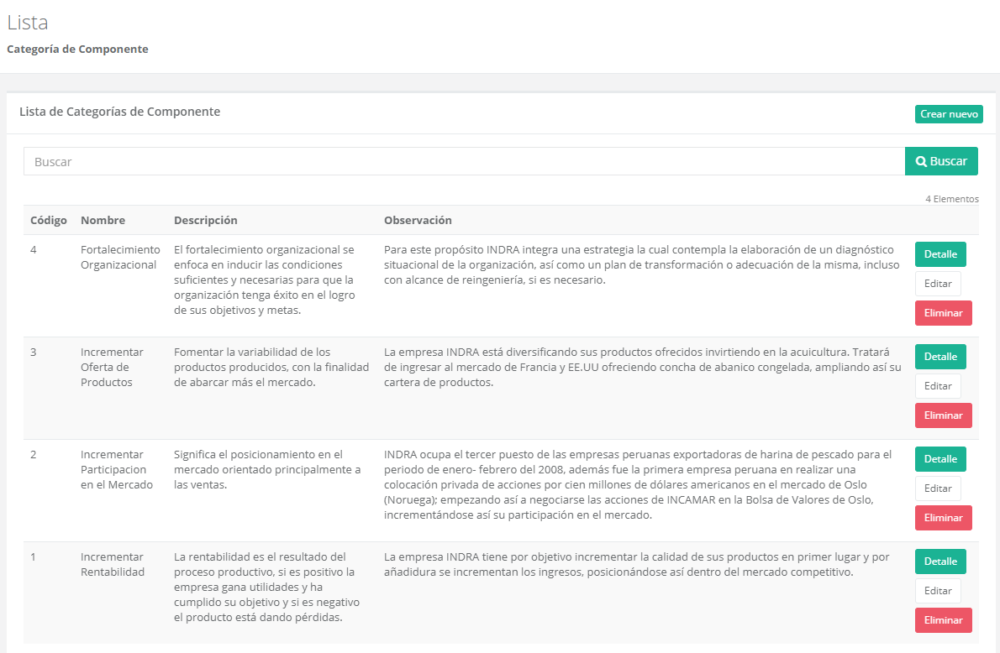 Lista
Categoría de Componente
Lista de Categorías de Componente
Crear nuevo
Buscar
Buscar
4 Elementos
Código Nombre Descripción Observación
4
Fortalecimiento
Organizacional
El fortalecimiento organizacional se
enfoca en inducir las condiciones
suficientes y necesarias para que la
organización tenga éxito en el logro
de sus objetivos y metas.
Para este propósito INDRA integra una estrategia la cual contempla la elaboración de un diagnóstico
situacional de la organización, así como un plan de transformación o adecuación de la misma, incluso
con alcance de reingeniería, si es necesario.
Detalle
Editar
Eliminar
3
Incrementar
Oferta de
Productos
Fomentar la variabilidad de los
productos producidos, con la finalidad
de abarcar más el mercado.
La empresa INDRA está diversificando sus productos ofrecidos invirtiendo en la acuicultura. Tratará
de ingresar al mercado de Francia y EE.UU ofreciendo concha de abanico congelada, ampliando así su
cartera de productos.
Detalle
Editar
Eliminar
2
Incrementar
Participacion
en el Mercado
Significa el posicionamiento en el
mercado orientado principalmente a
las ventas.
INDRA ocupa el tercer puesto de las empresas peruanas exportadoras de harina de pescado para el
periodo de enero- febrero del 2008, además fue la primera empresa peruana en realizar una
colocación privada de acciones por cien millones de dólares americanos en el mercado de Oslo
(Noruega); empezando así a negociarse las acciones de INCAMAR en la Bolsa de Valores de Oslo,
incrementándose así su participación en el mercado.
Detalle
Editar
Eliminar
1
Incrementar
Rentabilidad
La rentabilidad es el resultado del
proceso productivo, si es positivo
empresa gana utilidades y ha
cumplido su objetivo y si es negativo
el producto está dando pérdidas.
La empresa INDRA tiene por objetivo incrementar la calidad de sus productos en primer lugar y por
añadidura se incrementan los ingresos, posicionándose así dentro del mercado competitivo.
Detalle
Editar
Eliminar